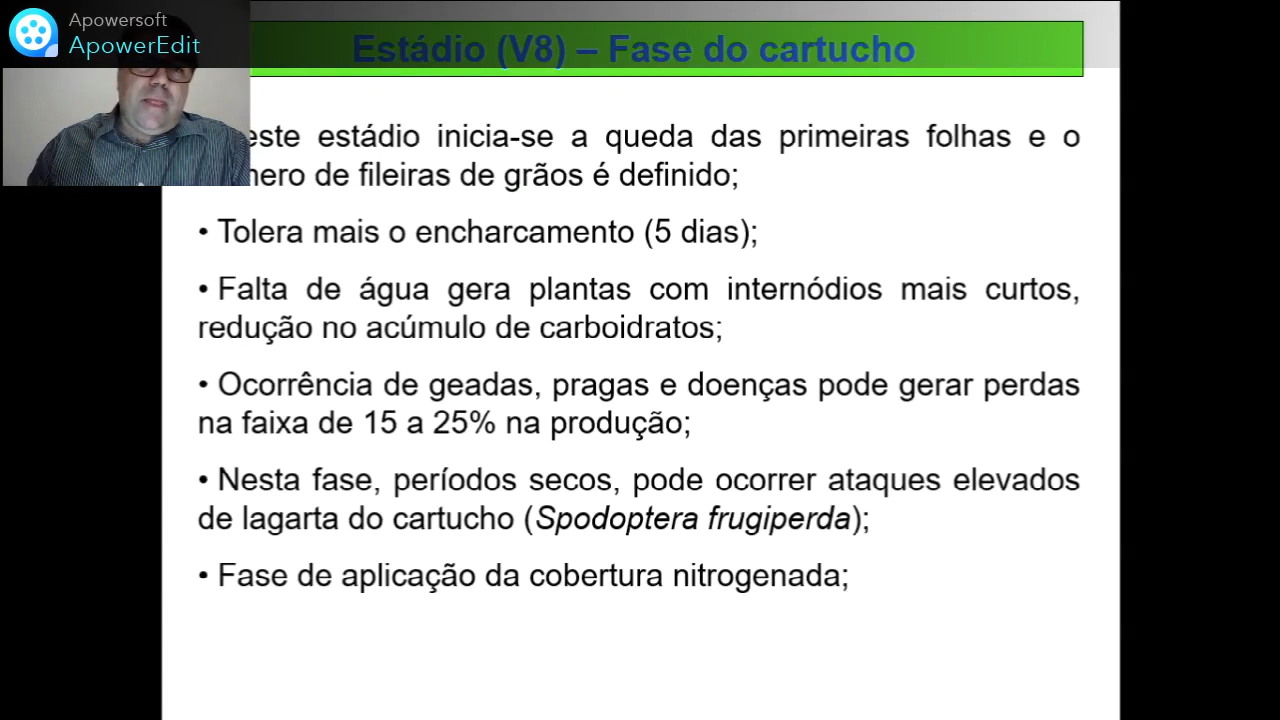 Apowersoft
ApowerEdit
Estádio (V8) – Fase do cartucho
este estádio inicia-se a queda das primeiras folhas e o
mero de fileiras de grãos é definido;
• Tolera mais o encharcamento (5 dias);
• Falta de água gera plantas com internódios mais curtos,
redução no acúmulo de carboidratos;
• Ocorrência de geadas, pragas e doenças pode gerar perdas
na faixa de 15 a 25% na produção;
• Nesta fase, períodos secos, pode ocorrer ataques elevados
de lagarta do cartucho (Spodoptera frugiperda);
• Fase de aplicação da cobertura nitrogenada;